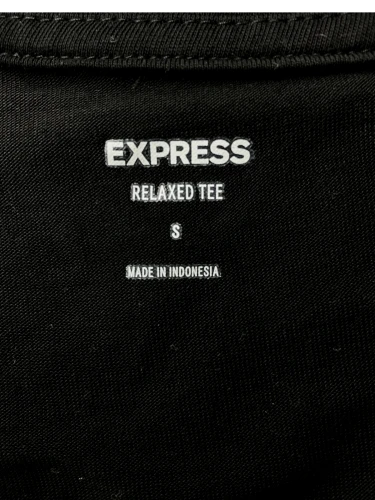 EXPRESS
RELAXED TEE
S
MADE IN INDONESIA